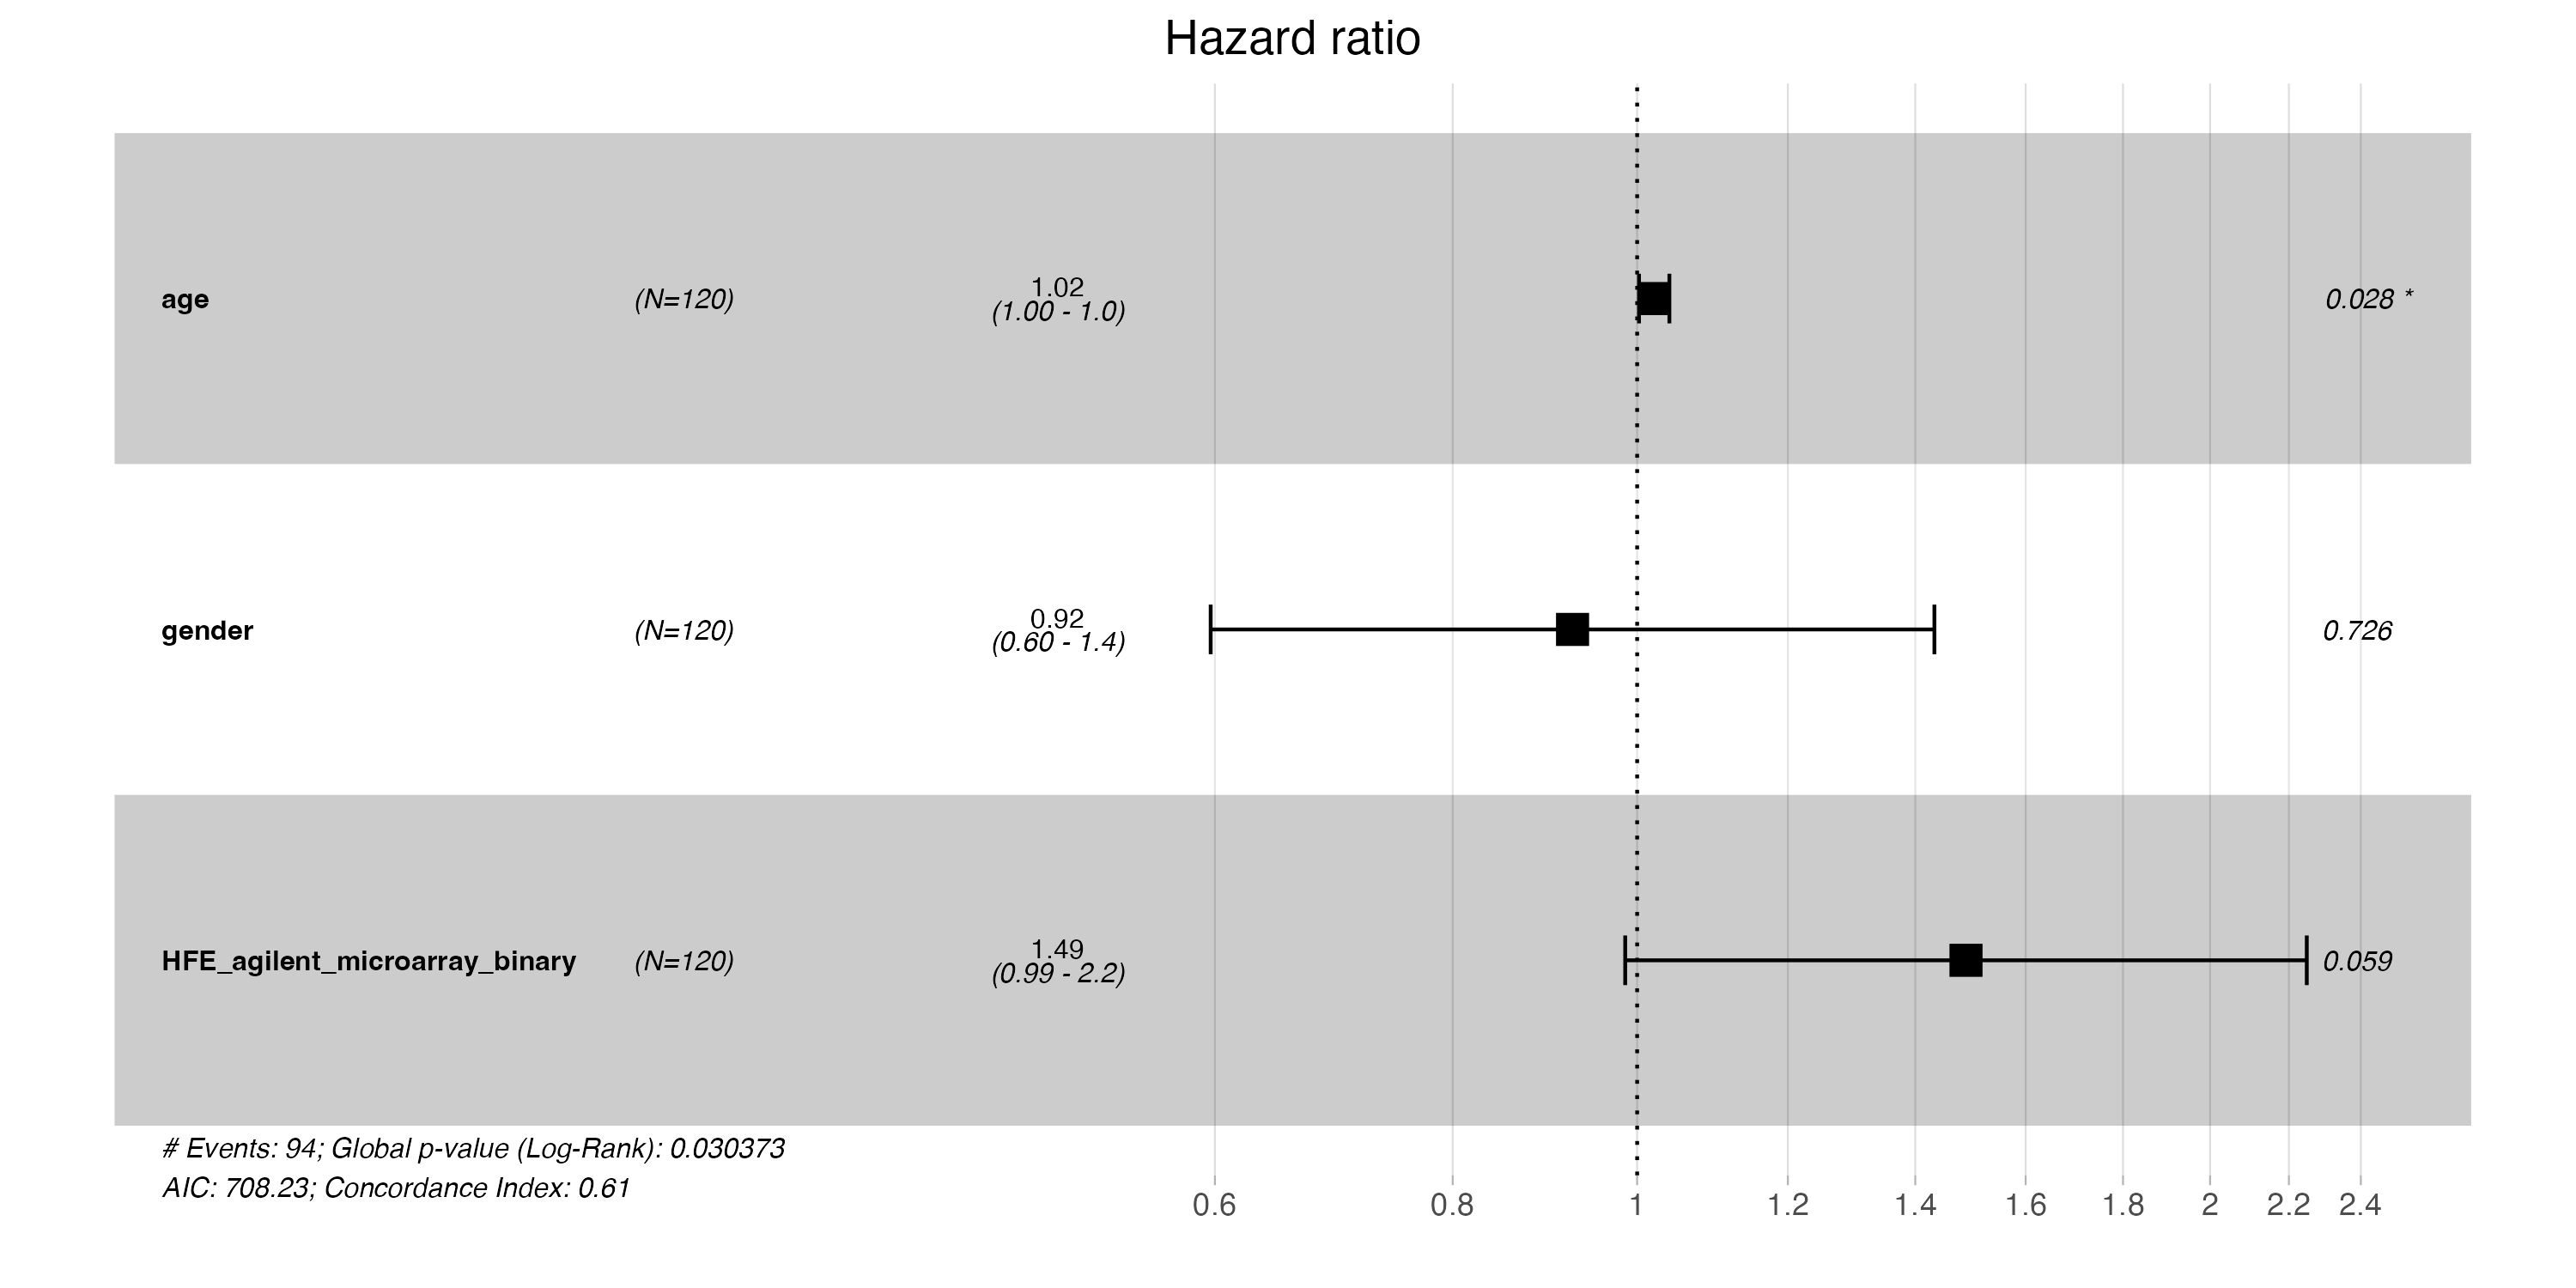 Hazard ratio
age (N=120) 1.02 0.028 *
(1.00 - 1.0)
gender (N=120) 0.92 0.726
(0.60 - 1.4)
HFE_agilent_microarray_binary (N=120) 1.49 0.059
(0.99 - 2.2)
# Events: 94; Global p-value (Log-Rank): 0.030373
AIC: 708.23; Concordance Index: 0.61
0.6 0.8 1 1.2 1.4 1.6 1.8 2 2.2 2.4